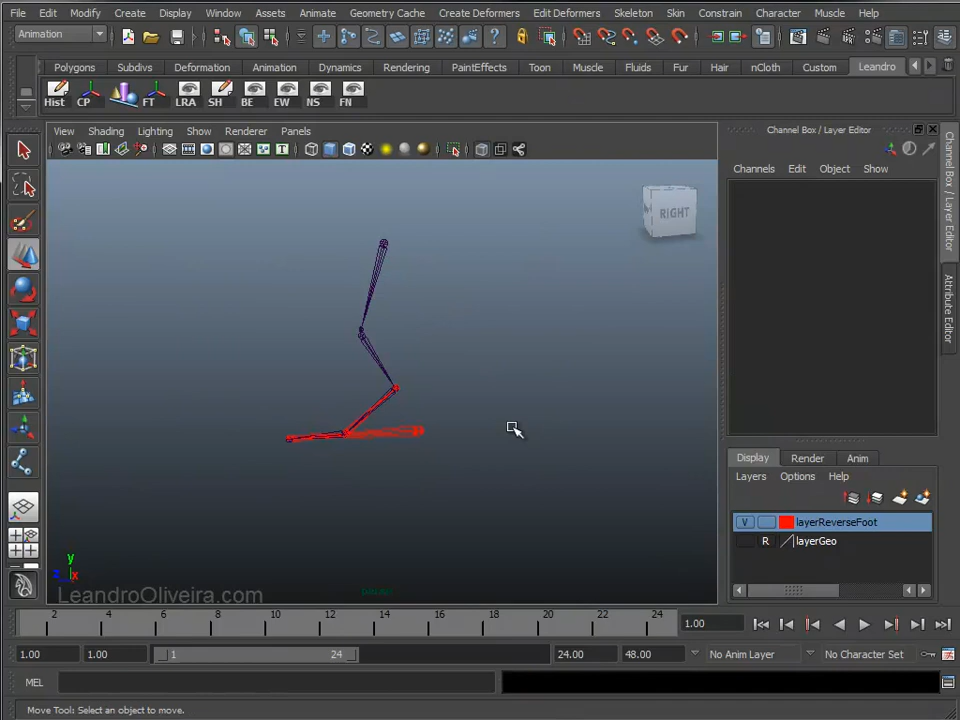 File Edit Modify Create Display Window Assets Animate Geometry Cache Create Deformers Edit Deformers Skeleton Skin Constrain Character Muscle Help
Animation
Polygons Subdivs Deformation Animation Dynamics Rendering PaintEffects Toon Muscle Fluids Fur Hair nCloth Custom Leandro
Hist CP FT LRA SH BE EW NS FN
View Shading Lighting Show Renderer Panels
Channel Box / Layer Editor
Channels Edit Object Show
RIGHT
Channel Box / Layer Editor
Attribute Editor
Display Render Anim
Layers Options Help
V layerReverseFoot
R layerGeo
y
z x
LeandroOliveira.com
2 4 6 8 10 12 14 16 18 20 22 24
1.00
1.00 1.00 1 24 24.00 48.00 No Anim Layer No Character Set
MEL
Move Tool: Select an object to move.